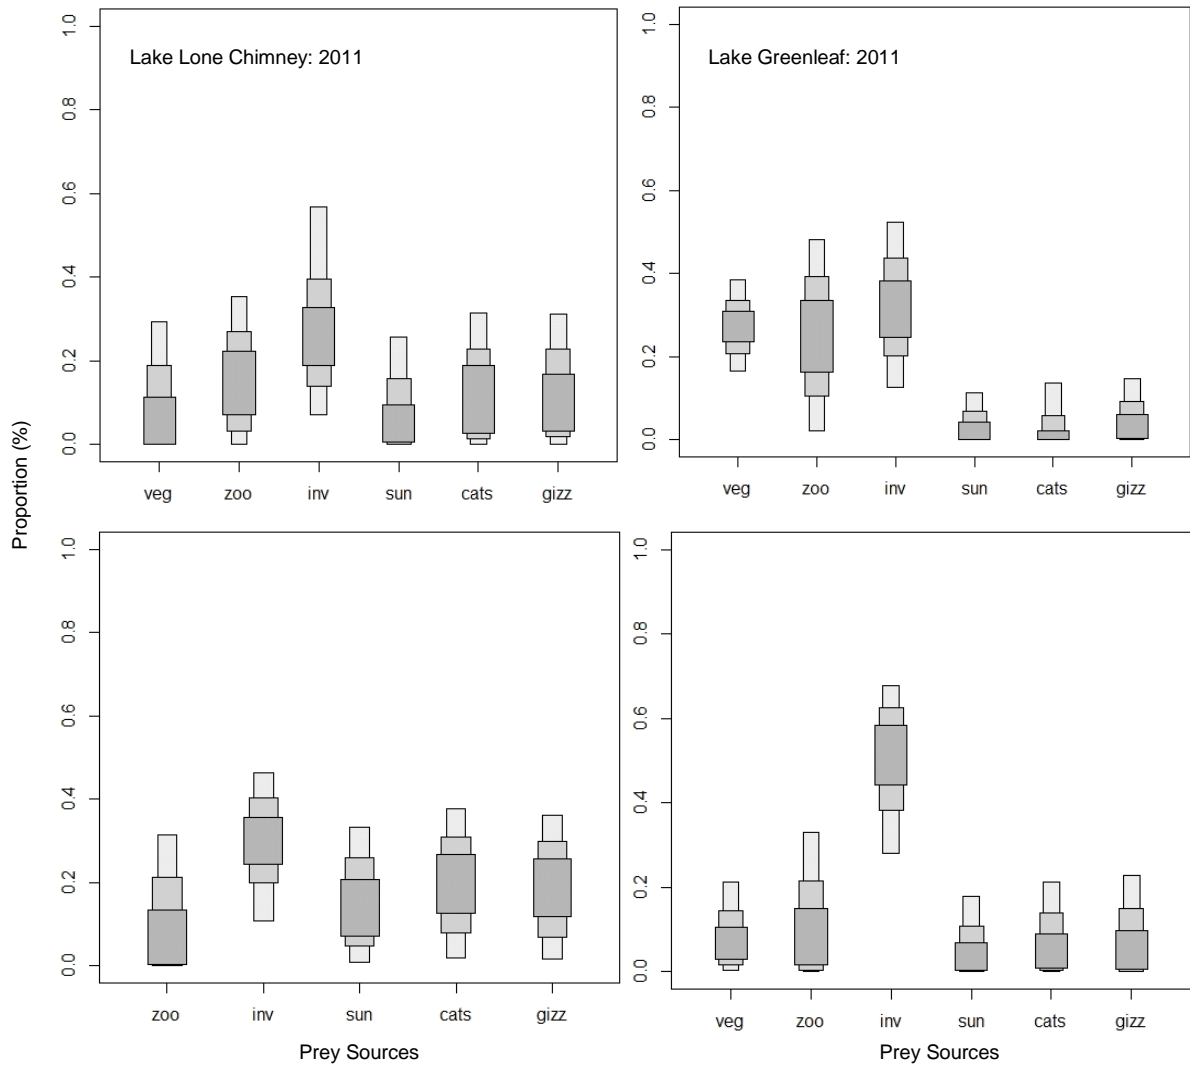 Lake Lone Chimney: 2011
1.0
0.8
0.6
0.4
0.2
0.0
veg zoo inv sun cats gizz
Lake Greenleaf: 2011
1.0
0.8
0.6
0.4
0.2
0.0
veg zoo inv sun cats gizz
Proportion (%)
1.0
0.8
0.6
0.4
0.2
0.0
zoo inv sun cats gizz
Prey Sources
1.0
0.8
0.6
0.4
0.2
0.0
veg zoo inv sun cats gizz
Prey Sources